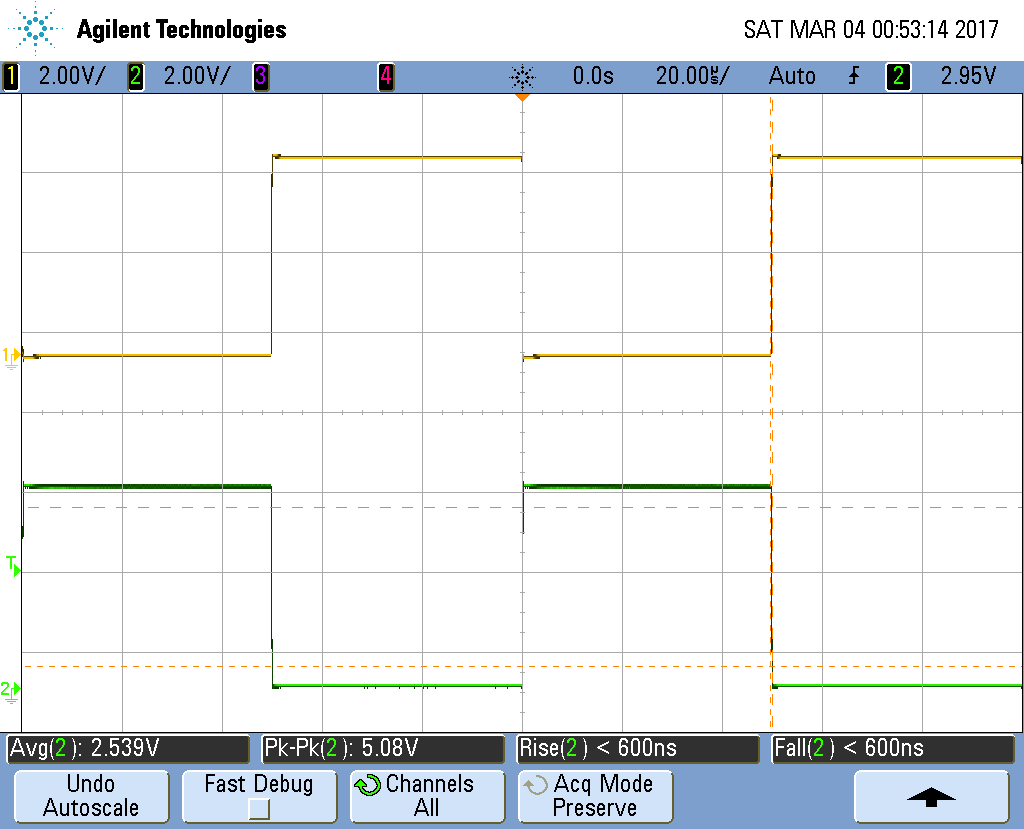 Agilent Technologies
SAT MAR 04 00:53:14 2017
1 2.00V/ 2 2.00V/ 3 4 0.0s 20.00µs/ Auto 2 2.95V
1
T
2
Avg(2): 2.539V Pk-Pk(2): 5.08V Rise(2) < 600ns Fall(2) < 600ns
Undo Autoscale
Fast Debug
Channels All
Acq Mode Preserve